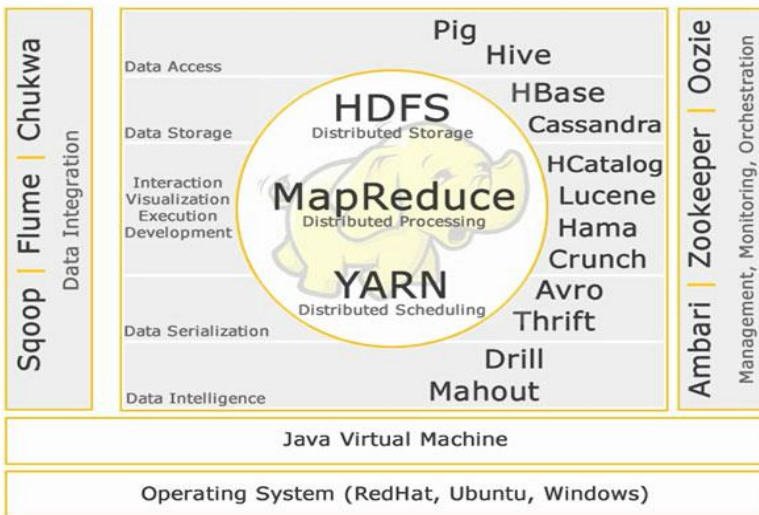 Sqoop | Flume | Chukwa
Data Integration
Pig
Hive
Data Access
HDFS
Distributed Storage
HBase
Cassandra
Data Storage
Interaction
Visualization
Execution
Development
MapReduce
Distributed Processing
HCatalog
Lucene
Hama
Crunch
YARN
Distributed Scheduling
Avro
Thrift
Data Serialization
Drill
Mahout
Data Intelligence
Ambari | Zookeeper | Oozie
Management, Monitoring, Orchestration
Java Virtual Machine
Operating System (RedHat, Ubuntu, Windows)